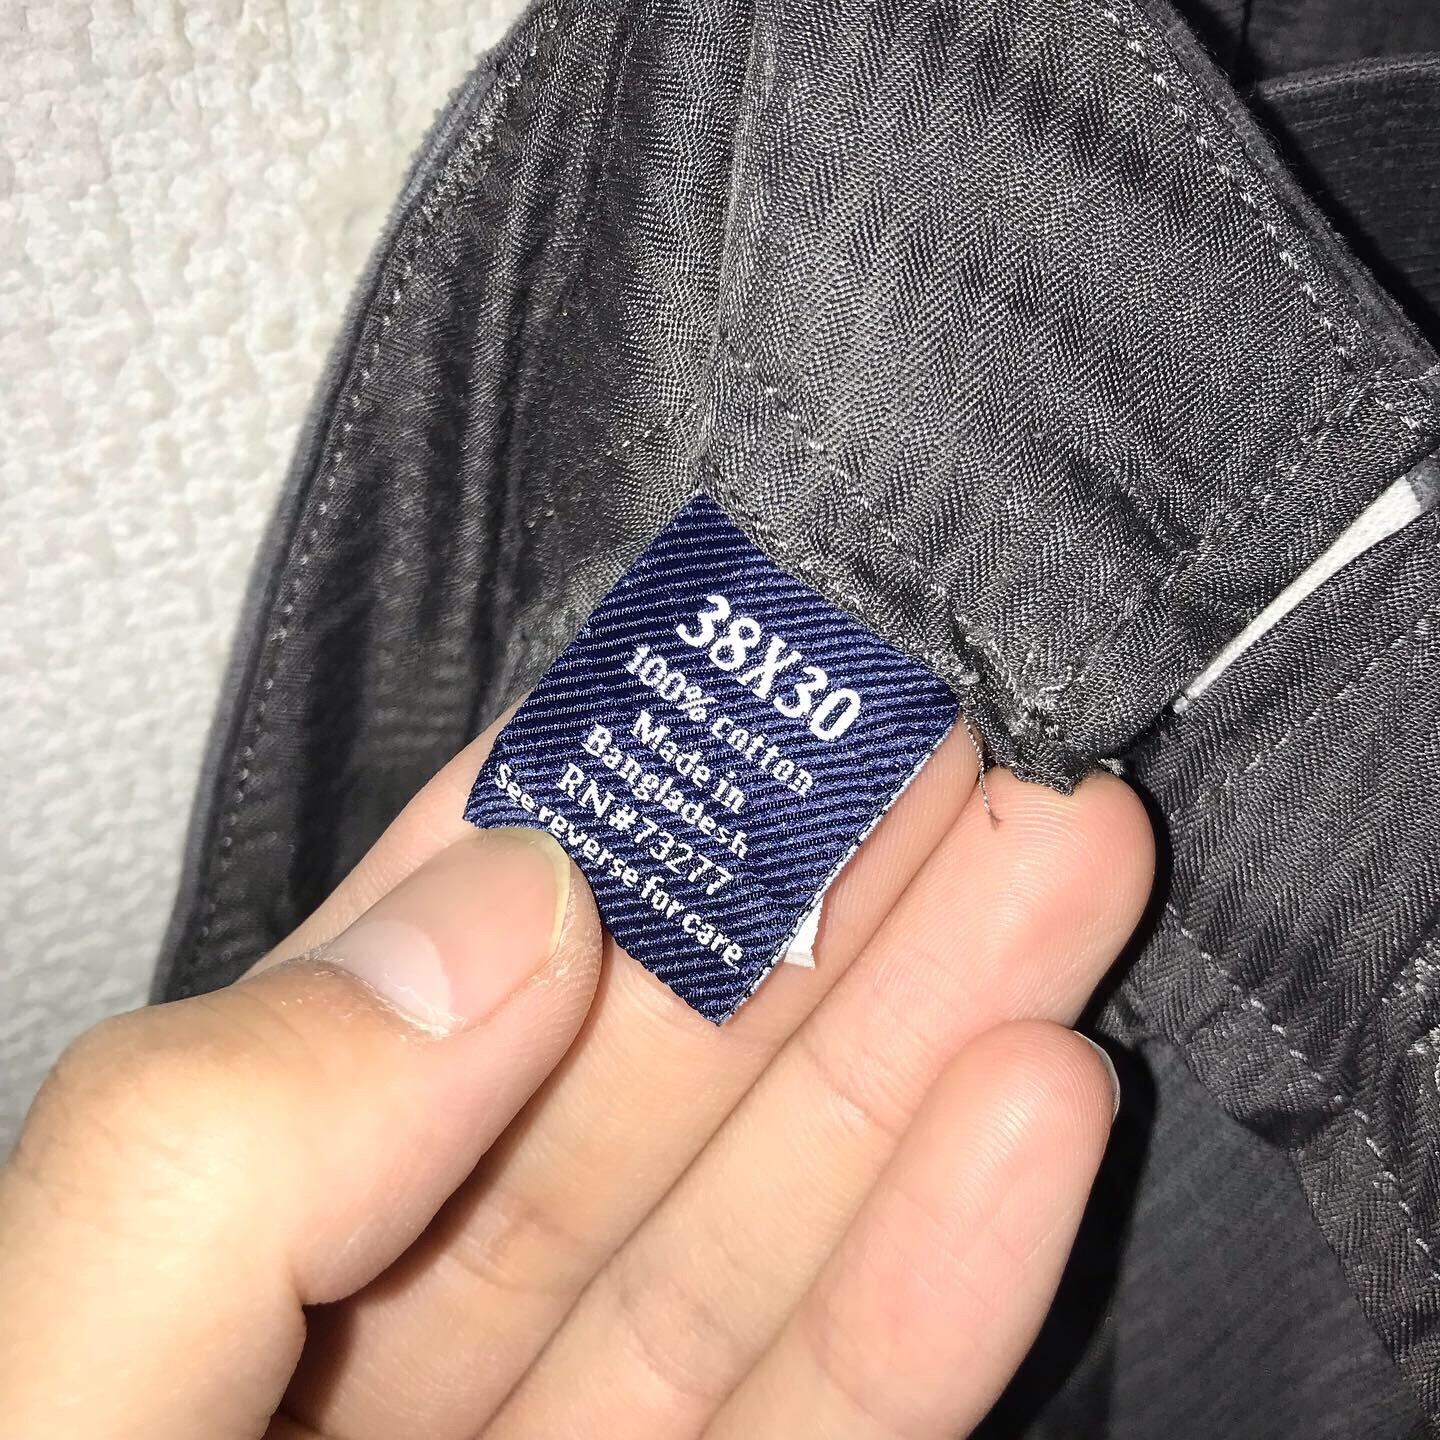 38X30
100% cotton
Made in
Bangladesh
RN#73277
See reverse for care